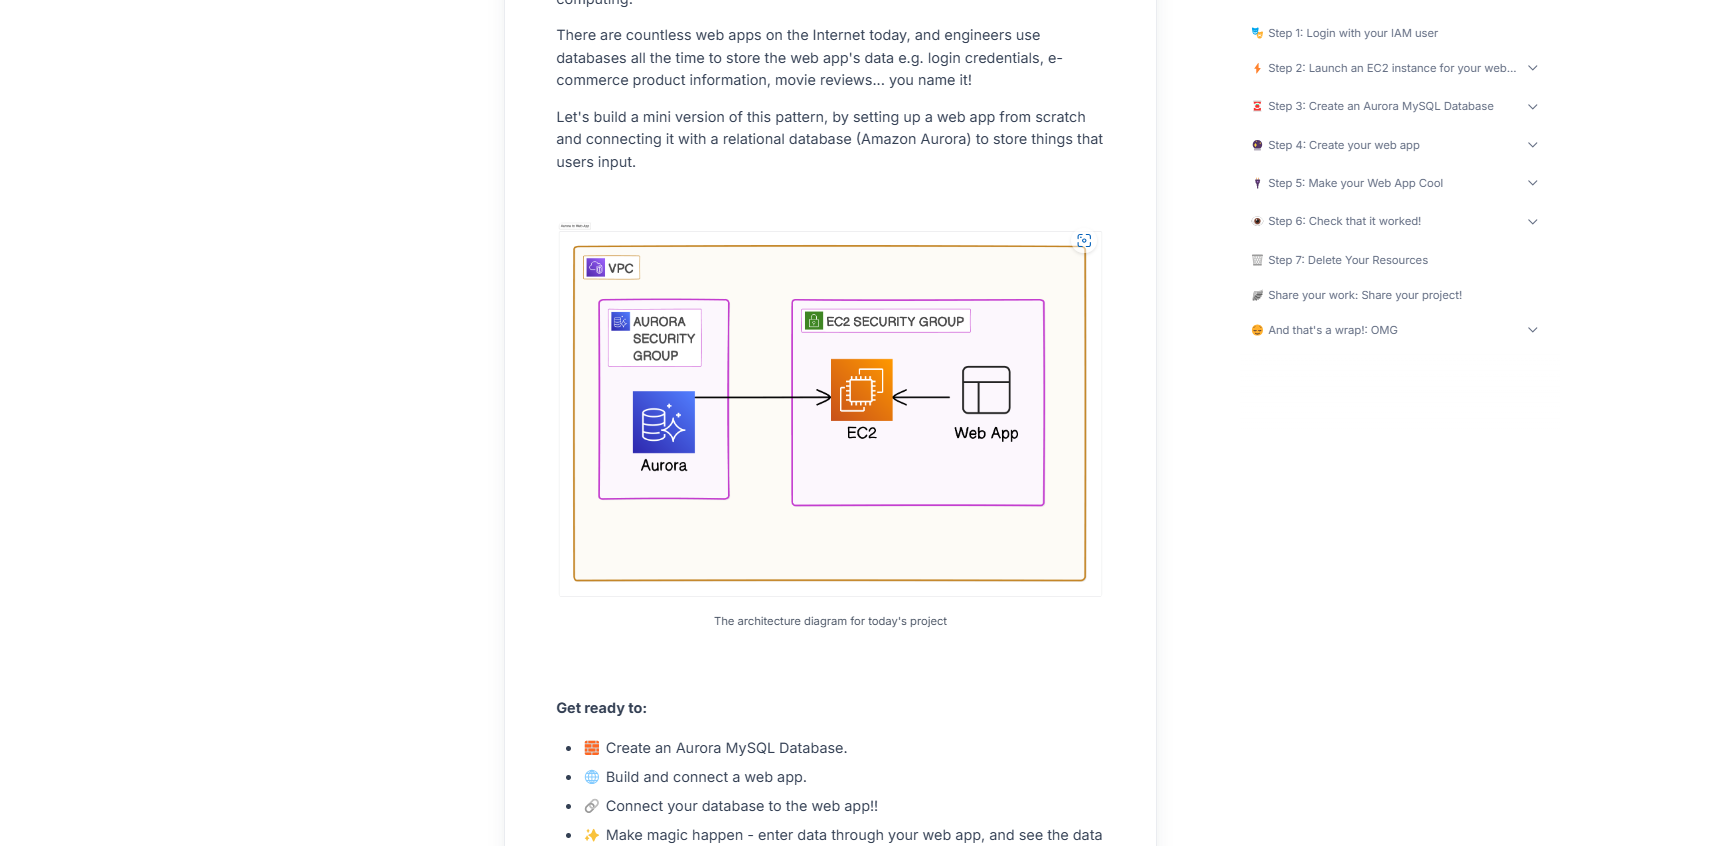 computing.
There are countless web apps on the Internet today, and engineers use
databases all the time to store the web app's data e.g. login credentials, e-
commerce product information, movie reviews... you name it!
Let's build a mini version of this pattern, by setting up a web app from scratch
and connecting it with a relational database (Amazon Aurora) to store things that
users input.
VPC
AURORA
SECURITY
GROUP
Aurora
EC2 SECURITY GROUP
EC2
Web App
The architecture diagram for today's project
Get ready to:
Create an Aurora MySQL Database.
Build and connect a web app.
Connect your database to the web app!!
Make magic happen - enter data through your web app, and see the data
Step 1: Login with your IAM user
Step 2: Launch an EC2 instance for your web...
Step 3: Create an Aurora MySQL Database
Step 4: Create your web app
Step 5: Make your Web App Cool
Step 6: Check that it worked!
Step 7: Delete Your Resources
Share your work: Share your project!
And that's a wrap!: OMG